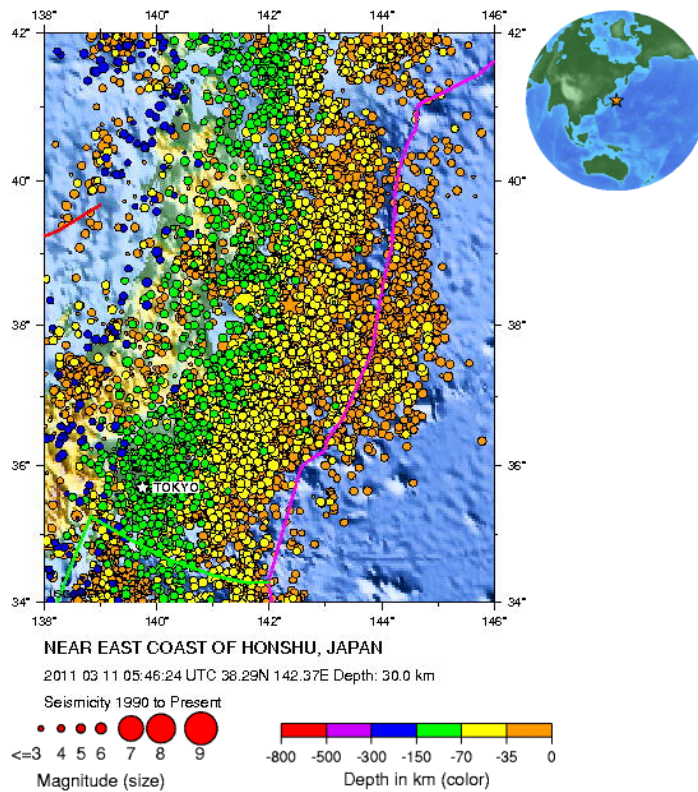 138° 140° 142° 144° 146°
42° 42°
40° 40°
38° 38°
36° 36°
TOKYO
34° 34°
138° 140° 142° 144° 146°
NEAR EAST COAST OF HONSHU, JAPAN
2011 03 11 05:46:24 UTC 38.29N 142.37E Depth: 30.0 km
Seismicity 1990 to Present
<=3 4 5 6 7 8 9
-800 -500 -300 -150 -70 -35 0
Magnitude (size)
Depth in km (color)